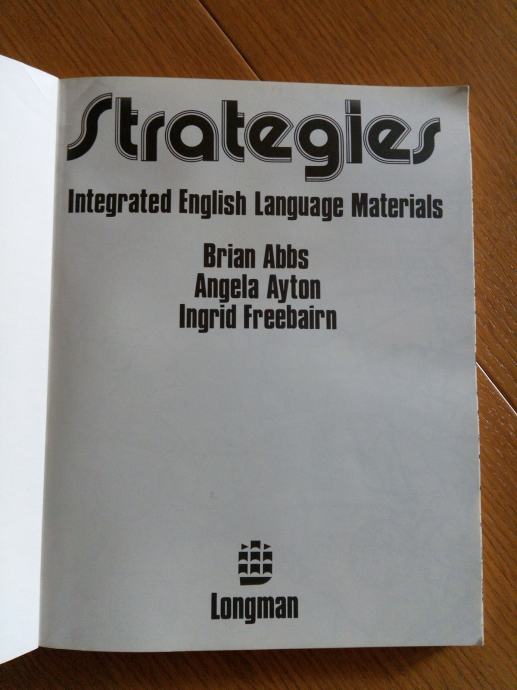 Strategies
Integrated English Language Materials
Brian Abbs
Angela Ayton
Ingrid Freebairn
Longman